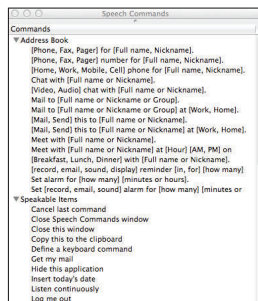 Speech Commands
Commands
Address Book
[Phone, Fax, Pager] for [Full name, Nickname].
[Phone, Fax, Pager] number for [Full name, Nickname].
[Home, Work, Mobile, Cell] phone for [Full name, Nickname].
Chat with [Full name or Nickname].
[Video, Audio] chat with [Full name or Nickname].
Mail to [Full name or Nickname or Group].
Mail to [Full name or Nickname or Group] at [Work, Home].
[Mail, Send] this to [Full name or Nickname].
[Mail, Send] this to [Full name or Nickname] at [Work, Home].
Meet with [Full name or Nickname].
Meet with [Full name or Nickname] at [Hour] [AM, PM] on
[Breakfast, Lunch, Dinner] with [Full name or Nickname].
[record, email, sound, display] reminder [in, for] [how many]
Set alarm for [how many] [minutes or hours].
Set [record, email, sound] alarm for [how many] [minutes or
Speakable Items
Cancel last command
Close Speech Commands window
Close this window
Copy this to the clipboard
Define a keyboard command
Get my mail
Hide this application
Insert today's date
Listen continuously
Log me out